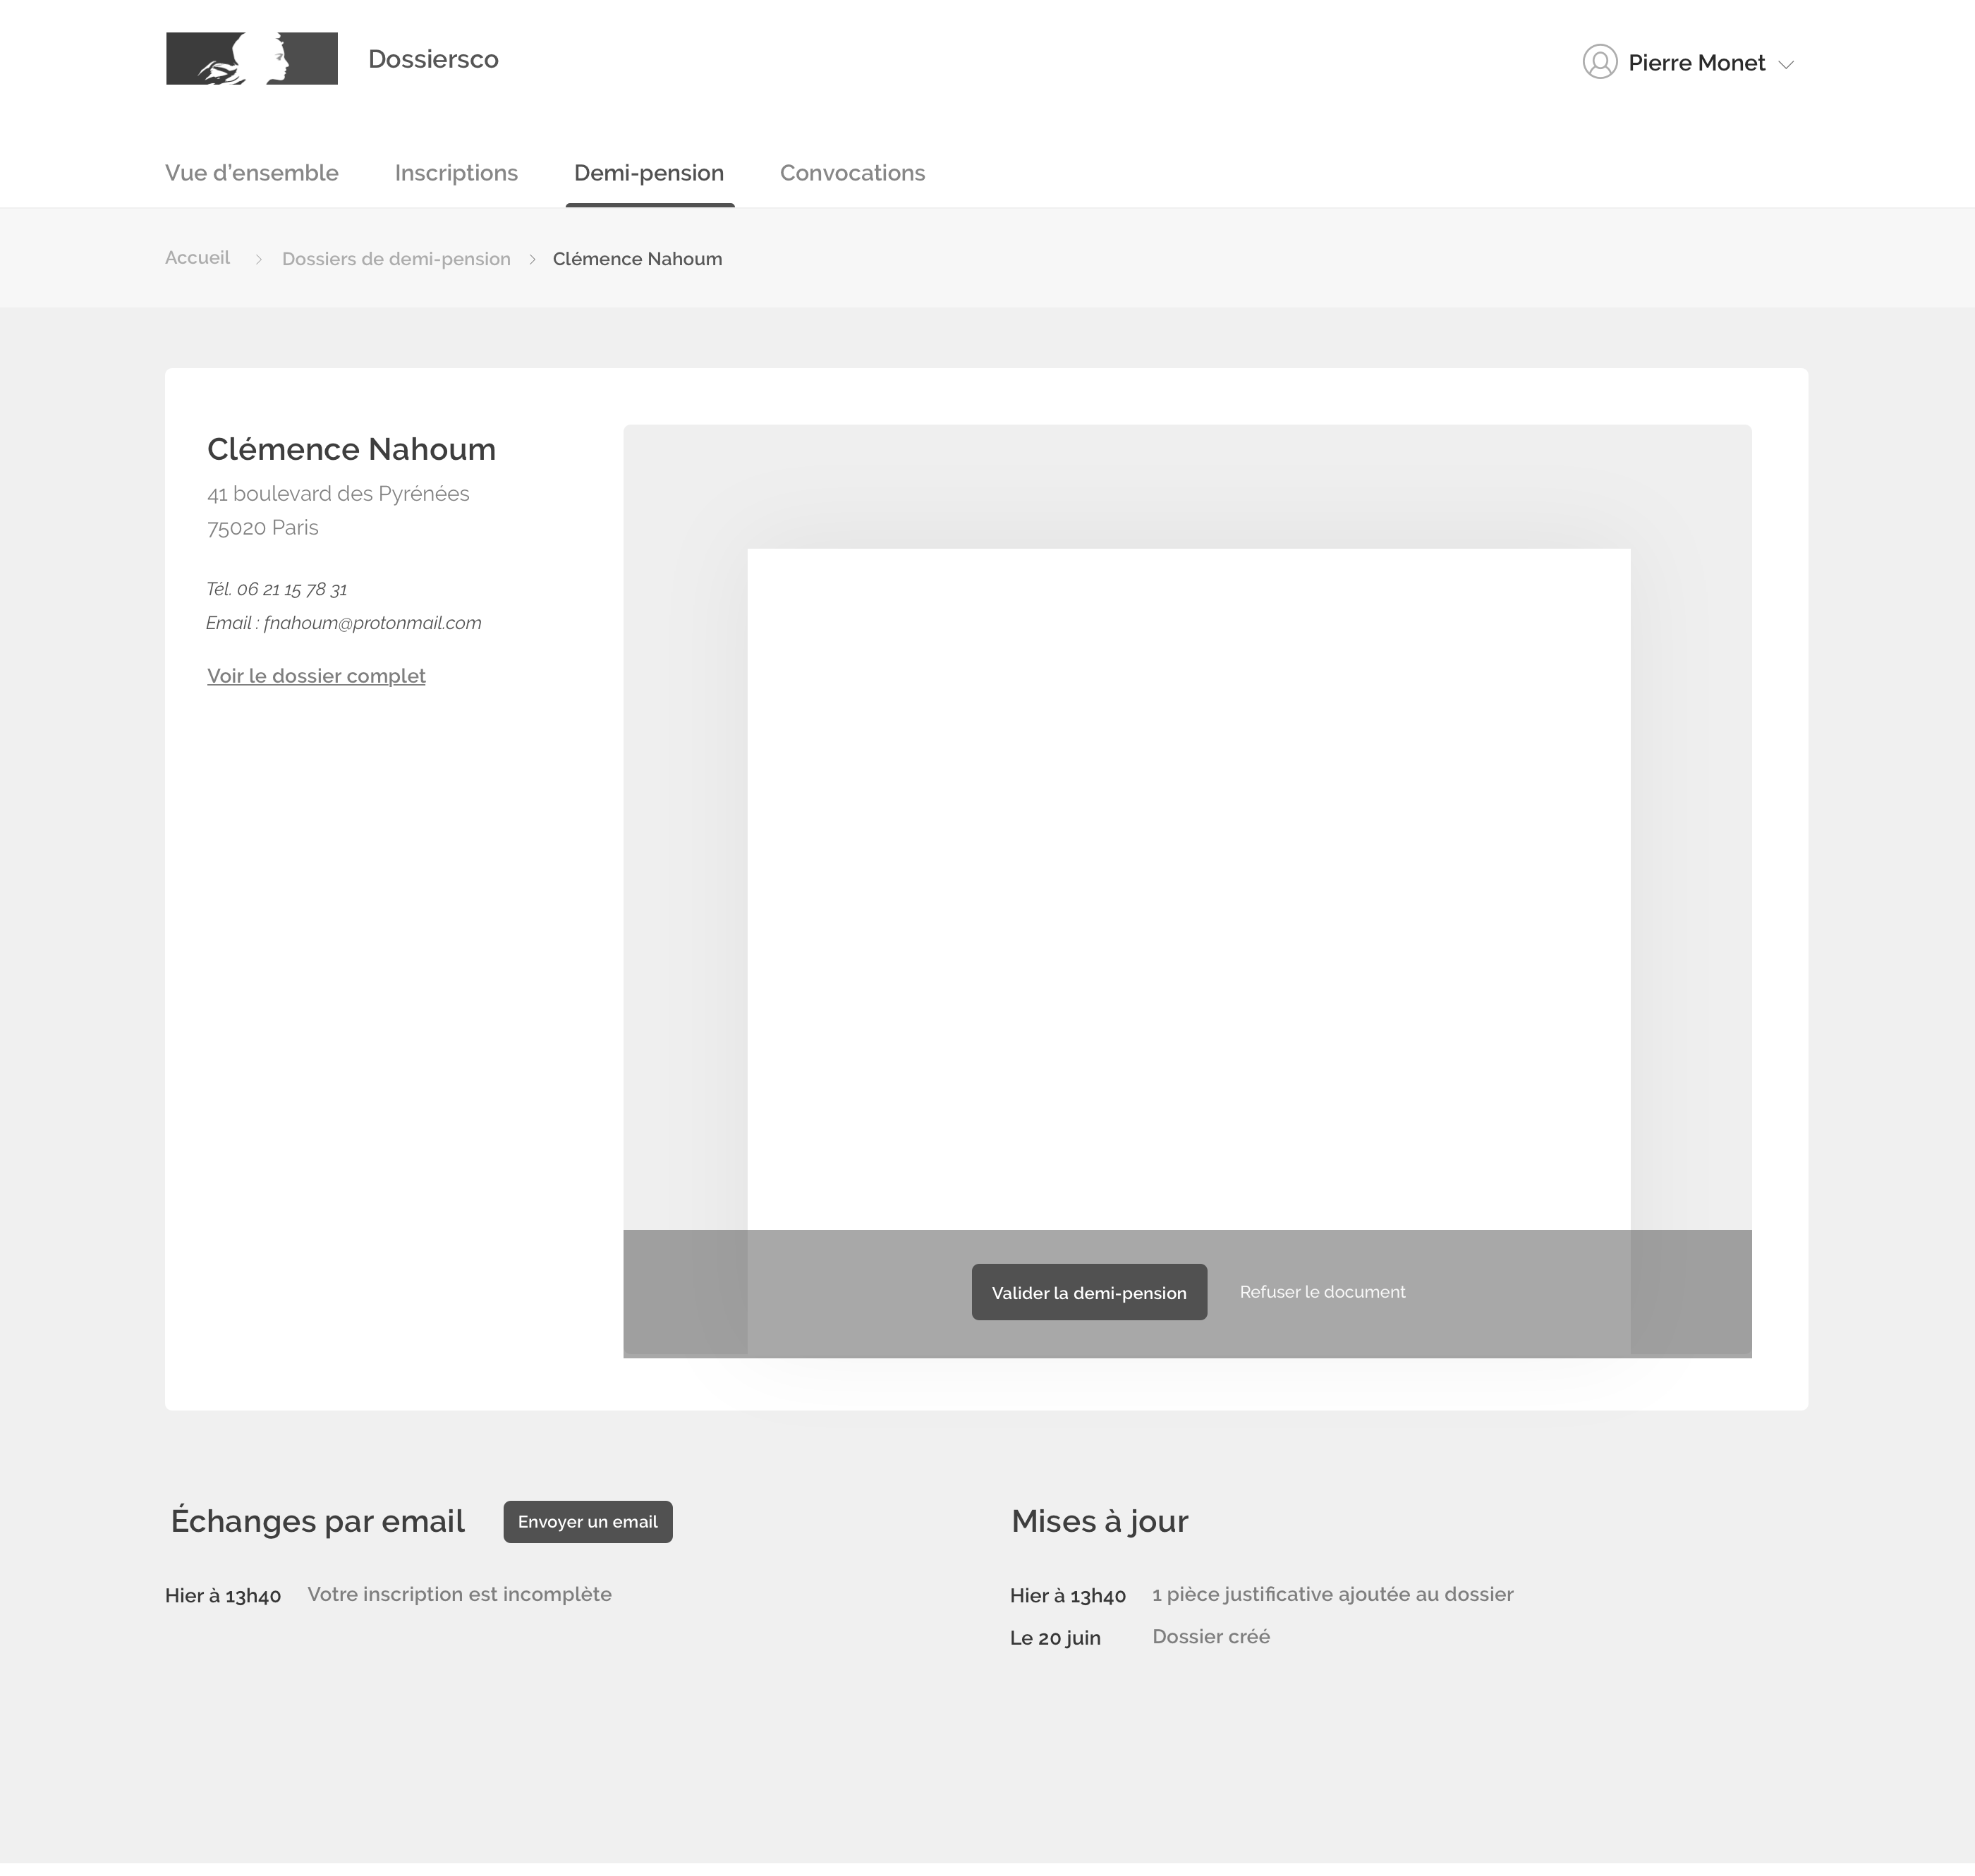 Dossiersco
Pierre Monet
Vue d’ensemble
Inscriptions
Demi-pension
Convocations
Accueil
Dossiers de demi-pension
Clémence Nahoum
Clémence Nahoum
41 boulevard des Pyrénées
75020 Paris
Tél. 06 21 15 78 31
Email : fnahoum@protonmail.com
Voir le dossier complet
Valider la demi-pension
Refuser le document
Échanges par email
Envoyer un email
Hier à 13h40 Votre inscription est incomplète
Mises à jour
Hier à 13h40 1 pièce justificative ajoutée au dossier
Le 20 juin Dossier créé